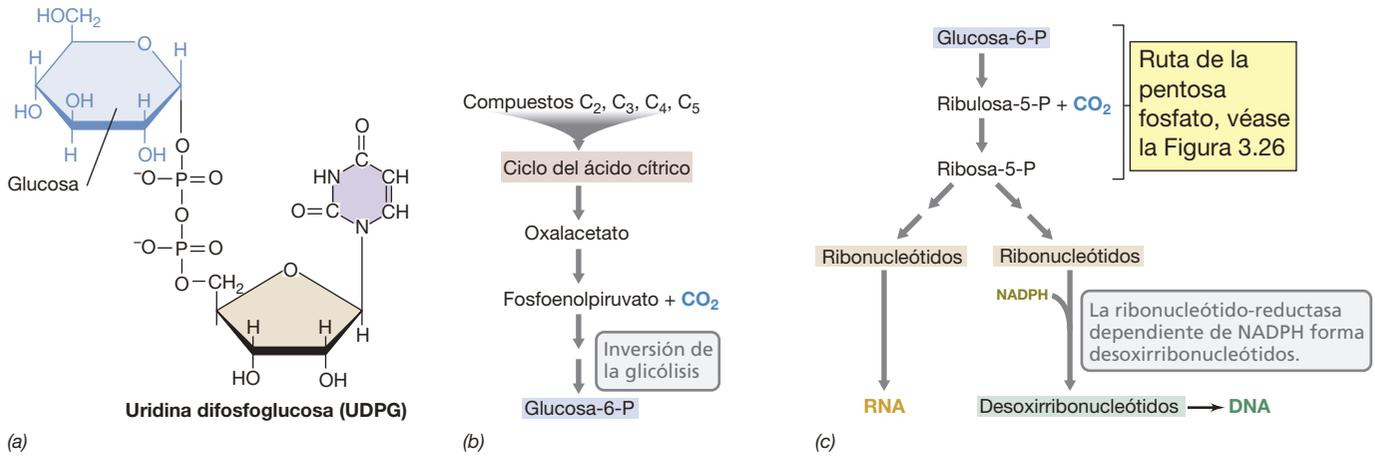 HOCH₂
O
H
H
OH
H
HO
H
OH
Glucosa
O
⁻O—P=O
O
⁻O—P=O
O—CH₂
O
C
HN
CH
O=C
CH
N
O
H
H
H
HO
OH
Uridina difosfoglucosa (UDPG)
(a)
Compuestos C₂, C₃, C₄, C₅
Ciclo del ácido cítrico
Oxalacetato
Fosfoenolpiruvato + CO₂
Inversión de
la glicólisis
Glucosa-6-P
(b)
Glucosa-6-P
Ribulosa-5-P + CO₂
Ribosa-5-P
Ruta de la
pentosa
fosfato, véase
la Figura 3.26
Ribonucleótidos
Ribonucleótidos
NADPH
La ribonucleótido-reductasa
dependiente de NADPH forma
desoxirribonucleótidos.
RNA
Desoxirribonucleótidos
DNA
(c)